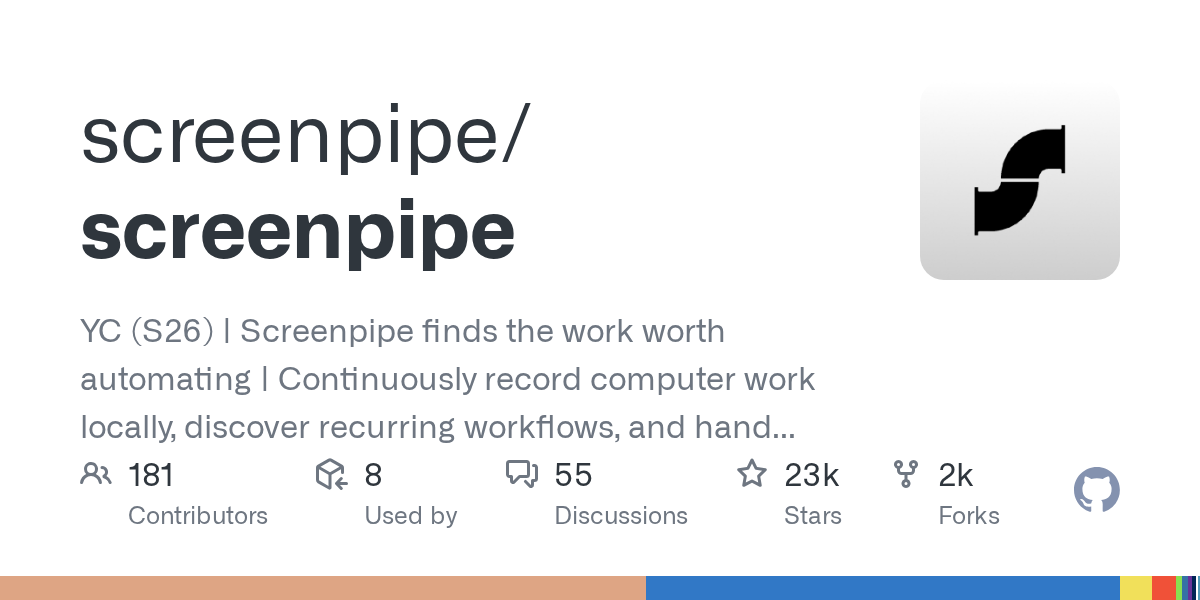 screenpipe/
screenpipe
YC (S26) | Screenpipe finds the work worth
automating | Continuously record computer work
locally, discover recurring workflows, and hand...
181 8 55 23k 2k
Contributors Used by Discussions Stars Forks